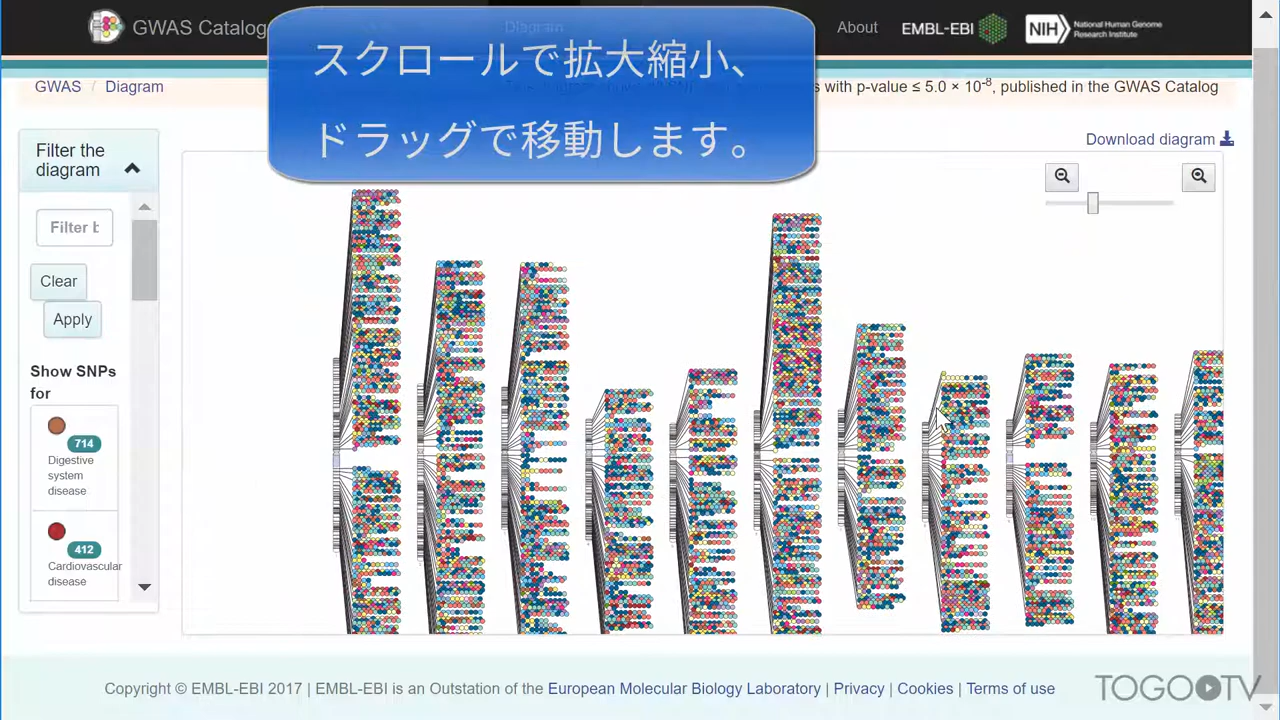 GWAS Catalog
Diagram
About
EMBL-EBI
NIH
National Human Genome
Research Institute
スクロールで拡大縮小、
ドラッグで移動します。
GWAS
Diagram
s with p-value ≤ 5.0 × 10-8, published in the GWAS Catalog
Filter the
diagram
Download diagram
Filter b
Clear
Apply
Show SNPs
for
714
Digestive
system
disease
412
Cardiovascular
disease
Copyright © EMBL-EBI 2017 | EMBL-EBI is an Outstation of the European Molecular Biology Laboratory | Privacy | Cookies | Terms of use
TOGO TV